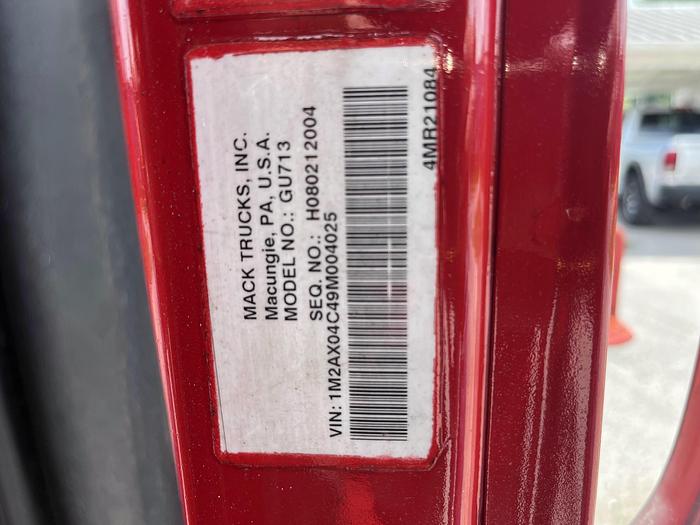 MACK TRUCKS, INC.
Macungie, PA, U.S.A.
MODEL NO.: GU713
SEQ. NO.: H080212004
VIN: 1M2AX04C49M004025
4MR21084